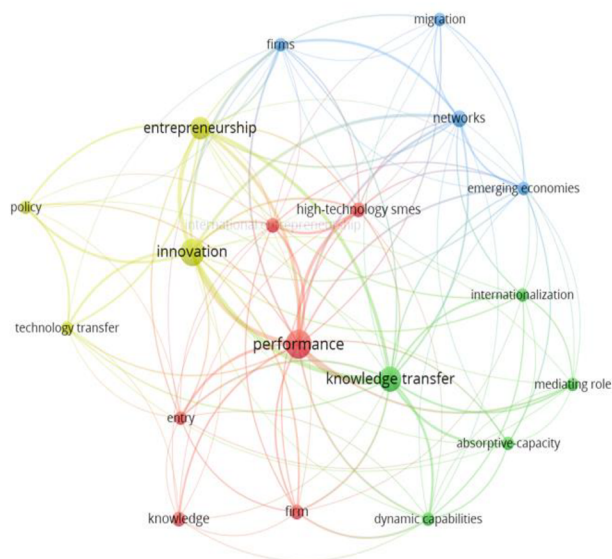 migration
firms
networks
entrepreneurship
emerging economies
policy
high-technology smes
international entrepreneurship
innovation
internationalization
technology transfer
performance
knowledge transfer
mediating role
entry
absorptive-capacity
knowledge
firm
dynamic capabilities